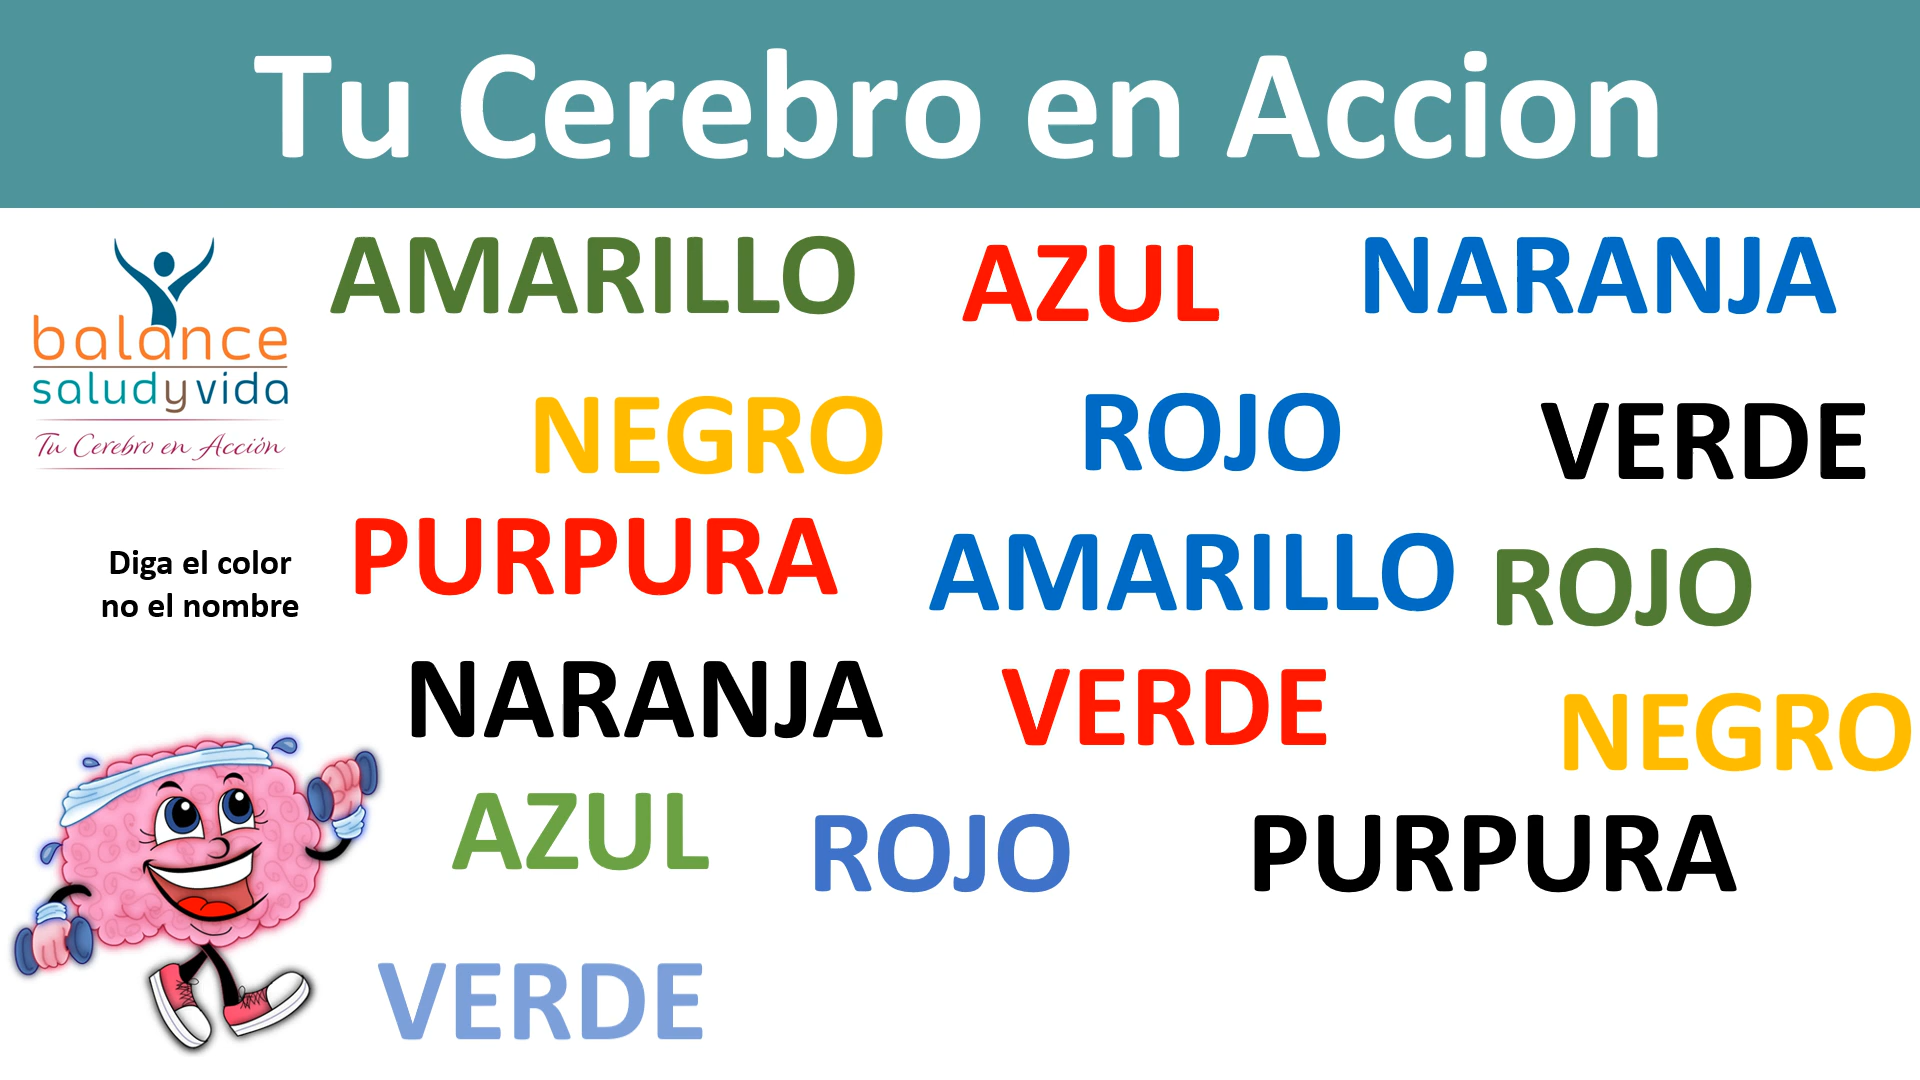 Tu Cerebro en Accion
balance
saludyvida
Tu Cerebro en Acción
Diga el color
no el nombre
AMARILLO AZUL NARANJA
NEGRO ROJO VERDE
PURPURA AMARILLO ROJO
NARANJA VERDE NEGRO
AZUL ROJO PURPURA
VERDE